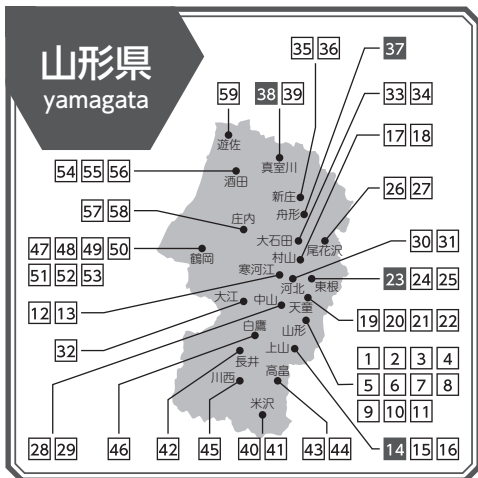 山形県
yamagata
35 36
37
59
38 39
33 34
17 18
遊佐
真室川
54 55 56
酒田
新庄
26 27
57 58
庄内
舟形
大石田
尾花沢
30 31
47 48 49 50
51 52 53
鶴岡
村山
寒河江
河北
東根
23 24 25
12 13
大江
中山
天童
19 20 21 22
32
白鷹
山形
上山
1 2 3 4
5 6 7 8
9 10 11
長井
川西
高畠
米沢
28 29
46
42
45
40 41
43 44
14 15 16